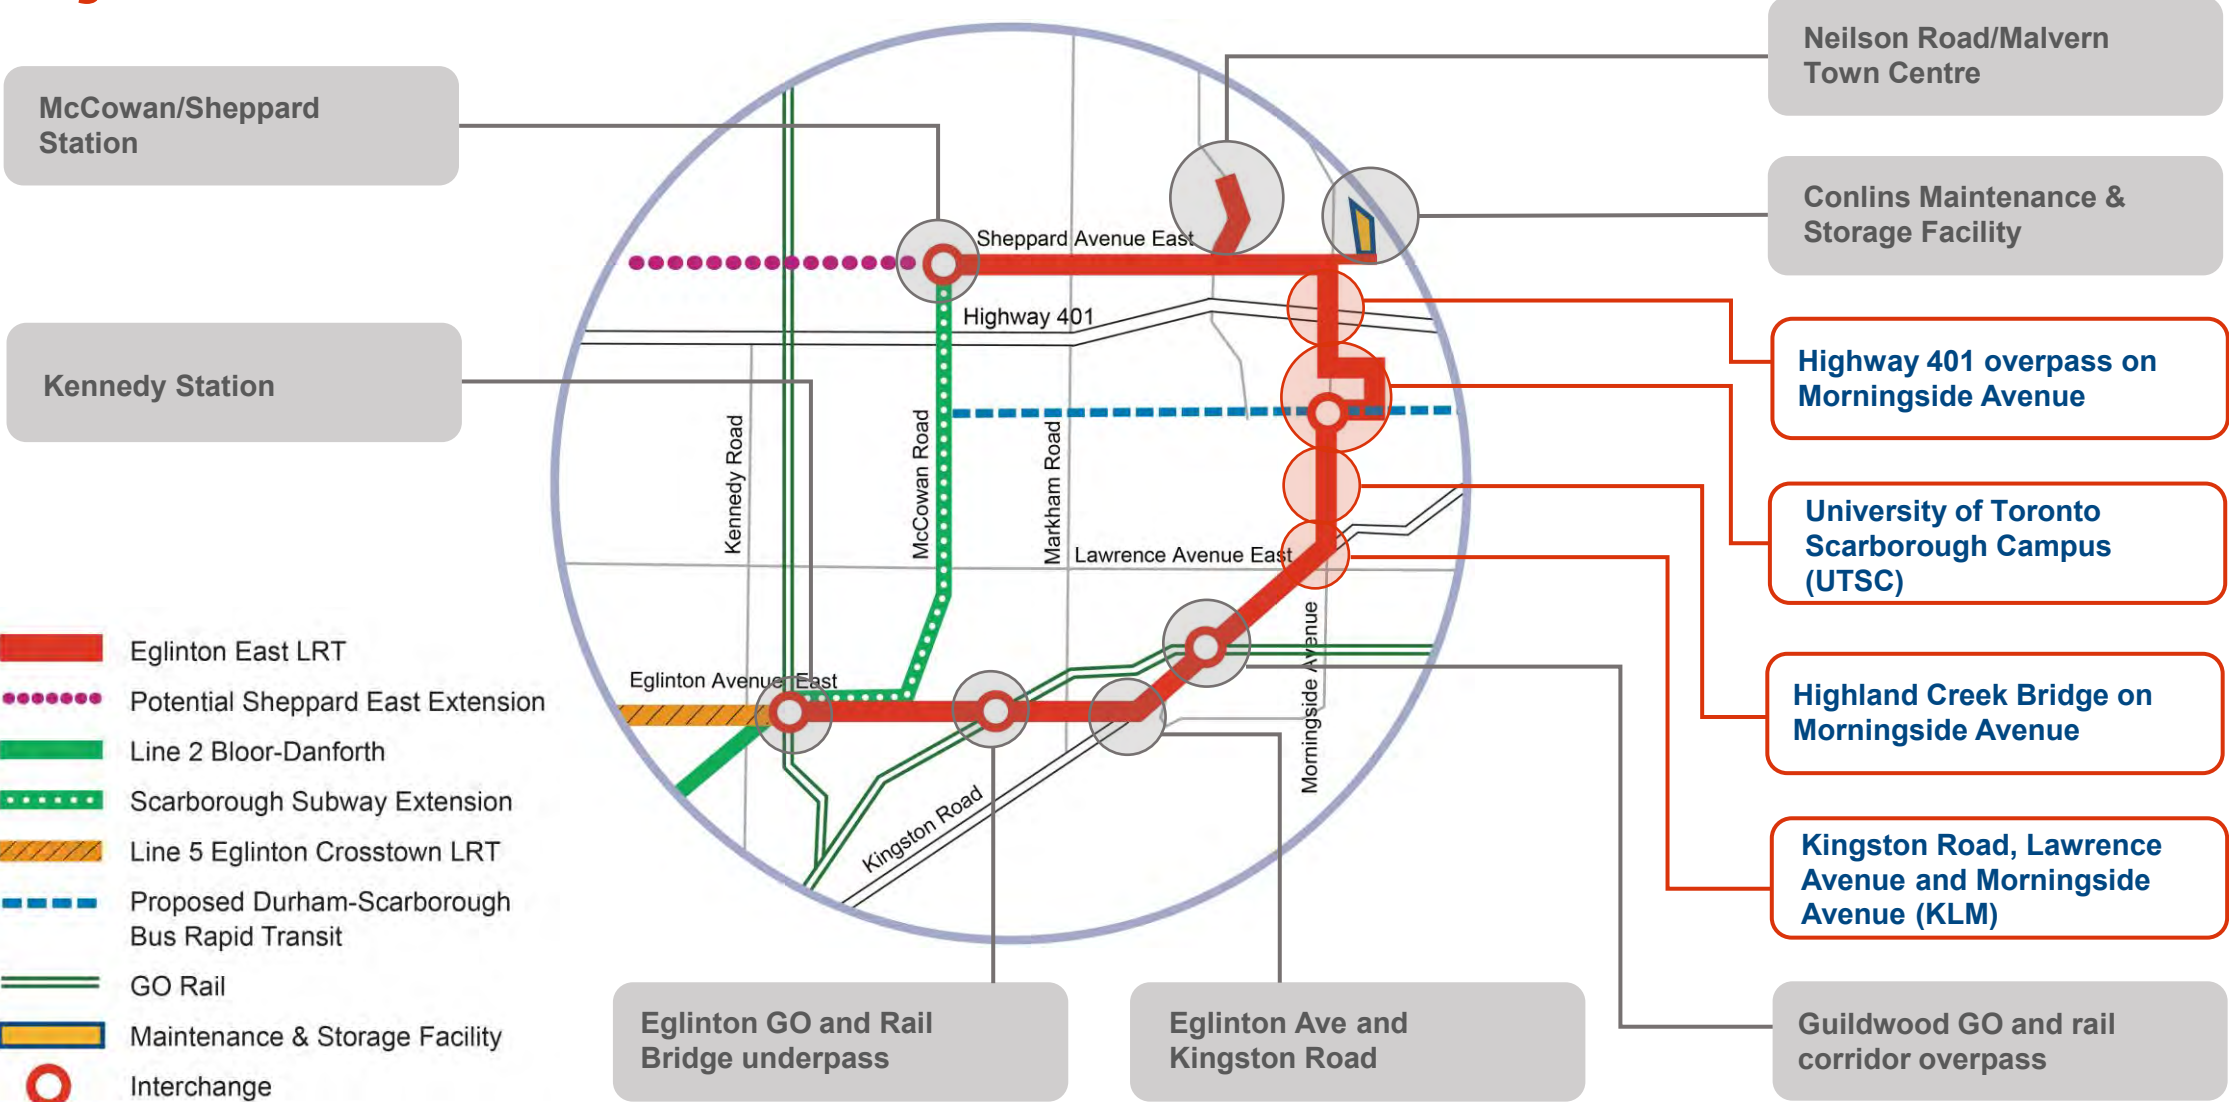 McCowan/Sheppard
Station
Kennedy Station
Neilson Road/Malvern
Town Centre
Conlins Maintenance &
Storage Facility
Highway 401 overpass on
Morningside Avenue
University of Toronto
Scarborough Campus
(UTSC)
Highland Creek Bridge on
Morningside Avenue
Kingston Road, Lawrence
Avenue and Morningside
Avenue (KLM)
Guildwood GO and rail
corridor overpass
Eglinton Ave and
Kingston Road
Eglinton GO and Rail
Bridge underpass
Sheppard Avenue East
Highway 401
Kennedy Road
McCowan Road
Markham Road
Lawrence Avenue East
Morningside Avenue
Eglinton Avenue East
Kingston Road
Eglinton East LRT
Potential Sheppard East Extension
Line 2 Bloor-Danforth
Scarborough Subway Extension
Line 5 Eglinton Crosstown LRT
Proposed Durham-Scarborough
Bus Rapid Transit
GO Rail
Maintenance & Storage Facility
Interchange